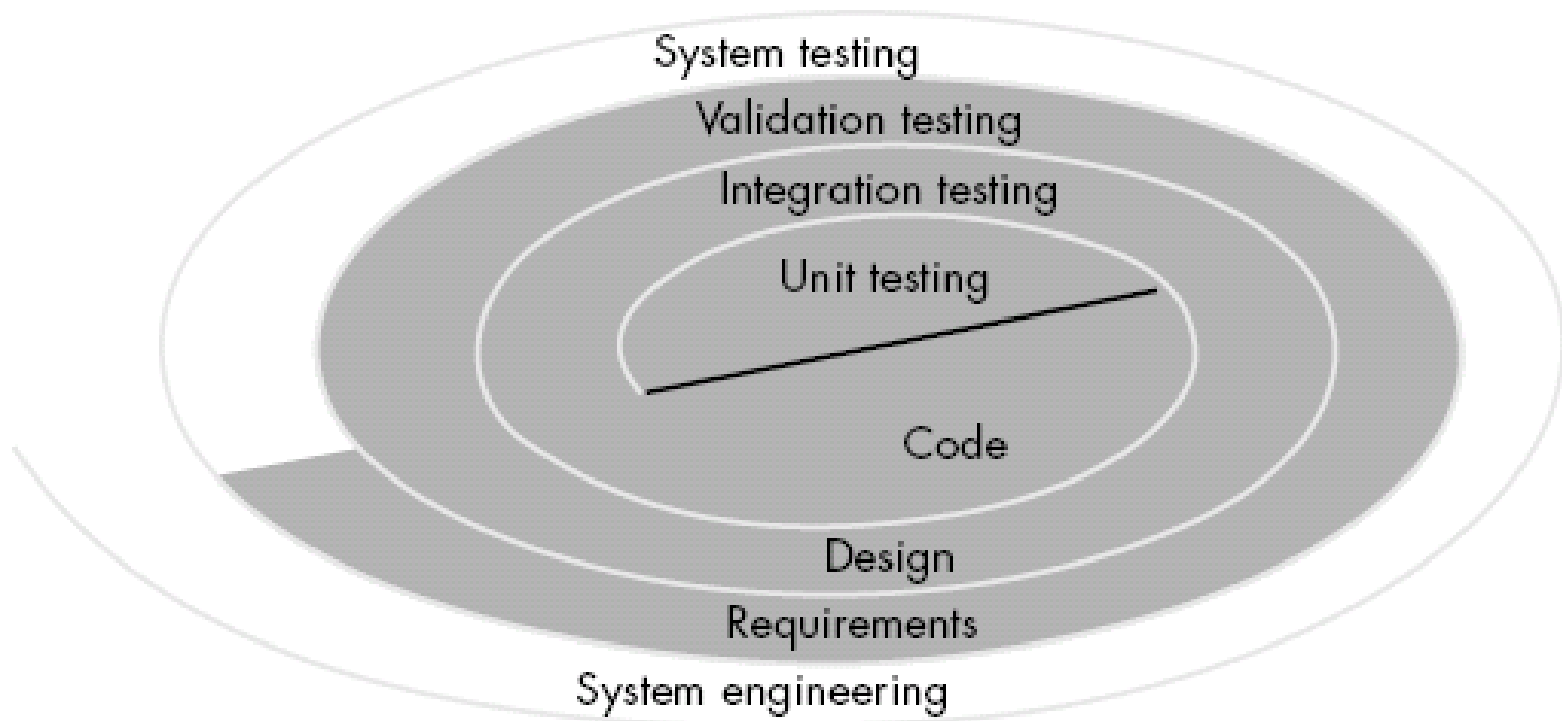 System testing
Validation testing
Integration testing
Unit testing
Code
Design
Requirements
System engineering